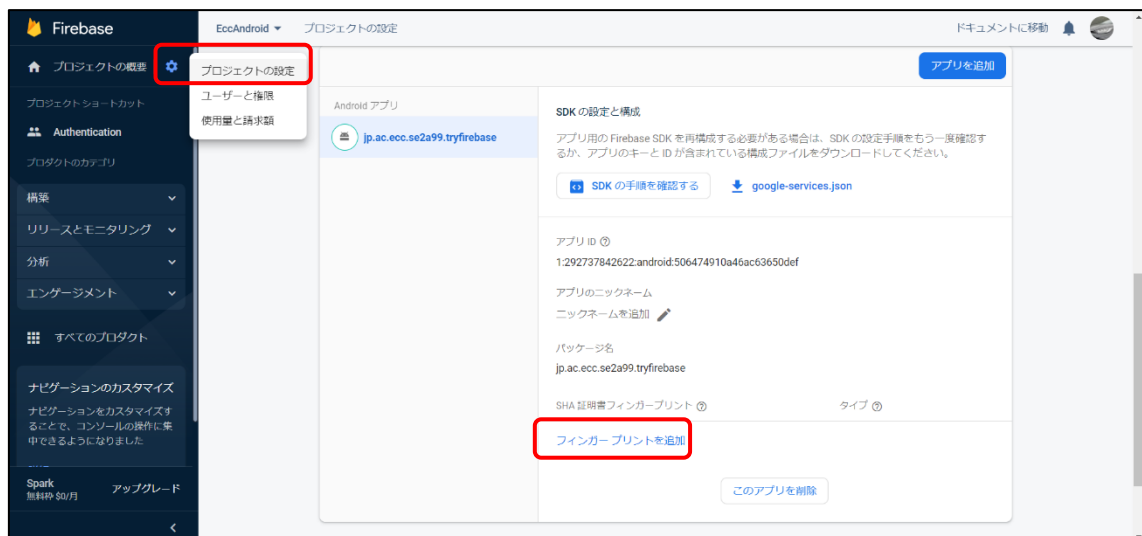 Firebase
EccAndroid
プロジェクトの設定
ドキュメントに移動
プロジェクトの概要
プロジェクトの設定
ユーザーと権限
使用量と請求額
アプリを追加
プロジェクト ショートカット
Authentication
プロダクトのカテゴリ
構築
リリースとモニタリング
分析
エンゲージメント
すべてのプロダクト
ナビゲーションのカスタマイズ
ナビゲーションをカスタマイズす
ることで、コンソールの操作に集
中できるようになりました
Spark
無料枠 $0/月
アップグレード
Android アプリ
jp.ac.ecc.se2a99.tryfirebase
SDK の設定と構成
アプリ用の Firebase SDK を再構成する必要がある場合は、SDK の設定手順をもう一度確認す
るか、アプリのキーと ID が含まれている構成ファイルをダウンロードしてください。
SDK の手順を確認する
google-services.json
アプリ ID
1:292737842622:android:506474910a46ac63650def
アプリのニックネーム
ニックネームを追加
パッケージ名
jp.ac.ecc.se2a99.tryfirebase
SHA 証明書フィンガープリント
タイプ
フィンガー プリントを追加
このアプリを削除